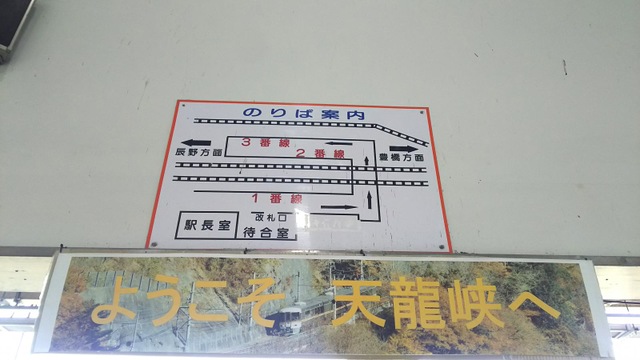 のりば案内
3番線
辰野方面
2番線
豊橋方面
1番線
改札口
駅長室
待合室
ようこそ 天龍峡へ